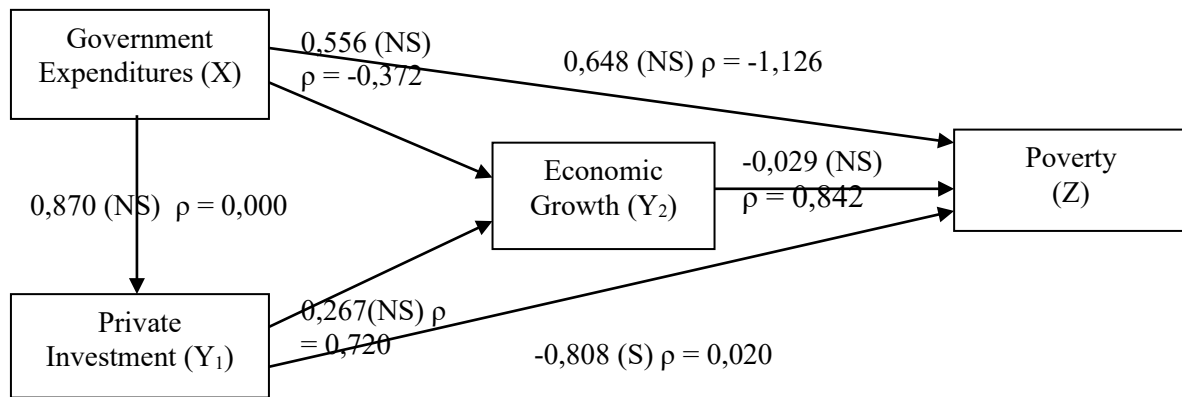 Government
Expenditures (X)
0,556 (NS)
ρ = -0,372
0,648 (NS) ρ = -1,126
Economic
Growth (Y₂)
-0,029 (NS)
ρ = 0,842
Poverty
(Z)
0,870 (NS) ρ = 0,000
Private
Investment (Y₁)
0,267(NS) ρ
= 0,720
-0,808 (S) ρ = 0,020